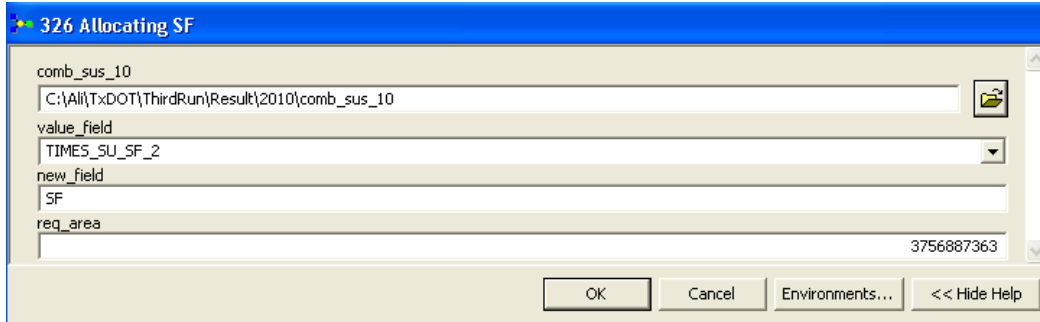 326 Allocating SF
comb_sus_10
C:\Ali\TxDOT\ThirdRun\Result\2010\comb_sus_10
value_field
TIMES_SU_SF_2
new_field
SF
req_area
3756887363
OK Cancel Environments... << Hide Help